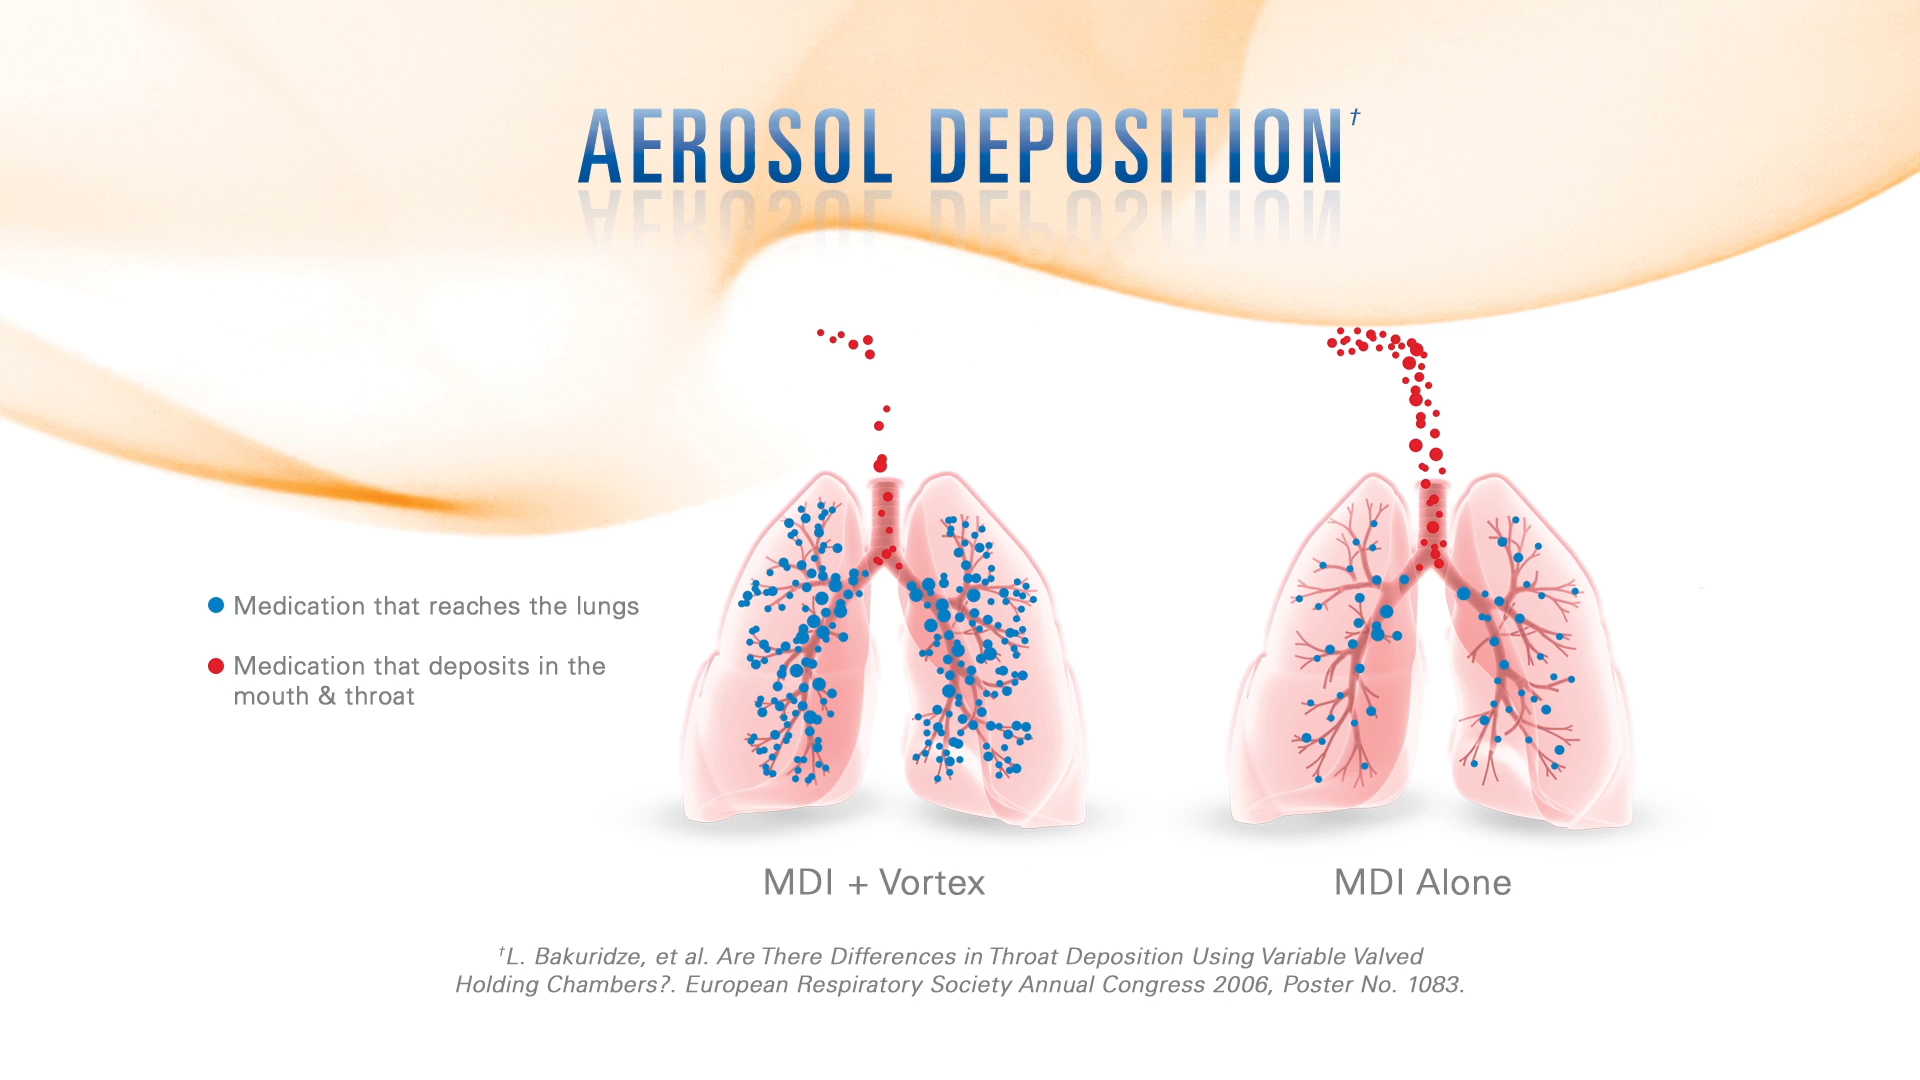 AEROSOL DEPOSITION†
Medication that reaches the lungs
Medication that deposits in the
mouth & throat
MDI + Vortex
MDI Alone
†L. Bakuridze, et al. Are There Differences in Throat Deposition Using Variable Valved
Holding Chambers?. European Respiratory Society Annual Congress 2006, Poster No. 1083.